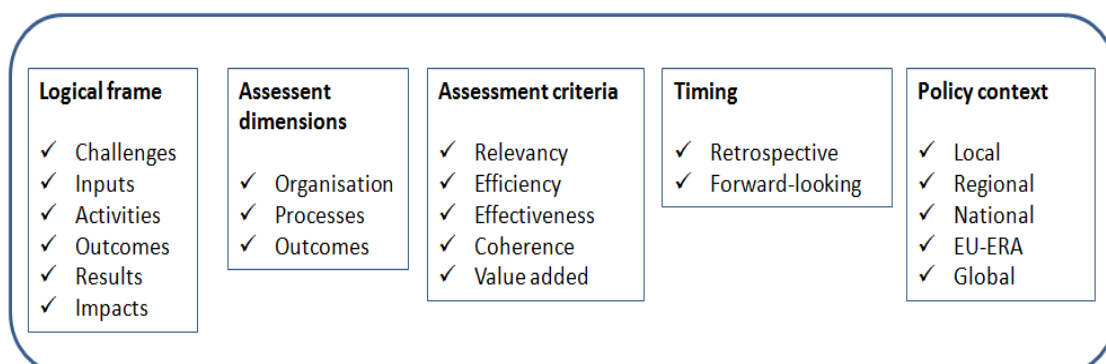 Logical frame
✓ Challenges
✓ Inputs
✓ Activities
✓ Outcomes
✓ Results
✓ Impacts
Assessent
dimensions
✓ Organisation
✓ Processes
✓ Outcomes
Assessment criteria
✓ Relevancy
✓ Efficiency
✓ Effectiveness
✓ Coherence
✓ Value added
Timing
✓ Retrospective
✓ Forward-looking
Policy context
✓ Local
✓ Regional
✓ National
✓ EU-ERA
✓ Global